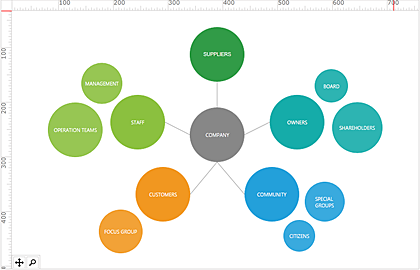 100 200 300 400 500 600 700
100
200
300
400
SUPPLIERS
MANAGEMENT
BOARD
OPERATION TEAMS
STAFF
COMPANY
OWNERS
SHAREHOLDERS
CUSTOMERS
COMMUNITY
SPECIAL
GROUPS
FOCUS GROUP
CITIZENS